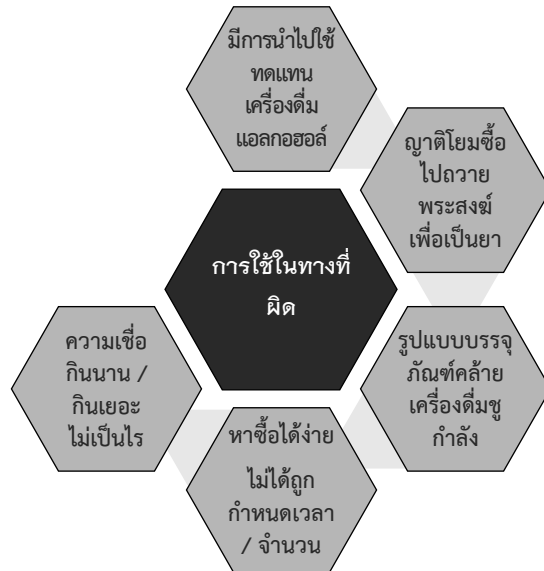 มีการนำไปใช้
ทดแทน
เครื่องดื่ม
แอลกอฮอล์
ญาติโยมซื้อ
ไปถวาย
พระสงฆ์
เพื่อเป็นยา
การใช้ในทางที่
ผิด
รูปแบบบรรจุ
ภัณฑ์คล้าย
เครื่องดื่มชู
กำลัง
หาซื้อได้ง่าย
ไม่ได้ถูก
กำหนดเวลา
/ จำนวน
ความเชื่อ
กินนาน /
กินเยอะ
ไม่เป็นไร